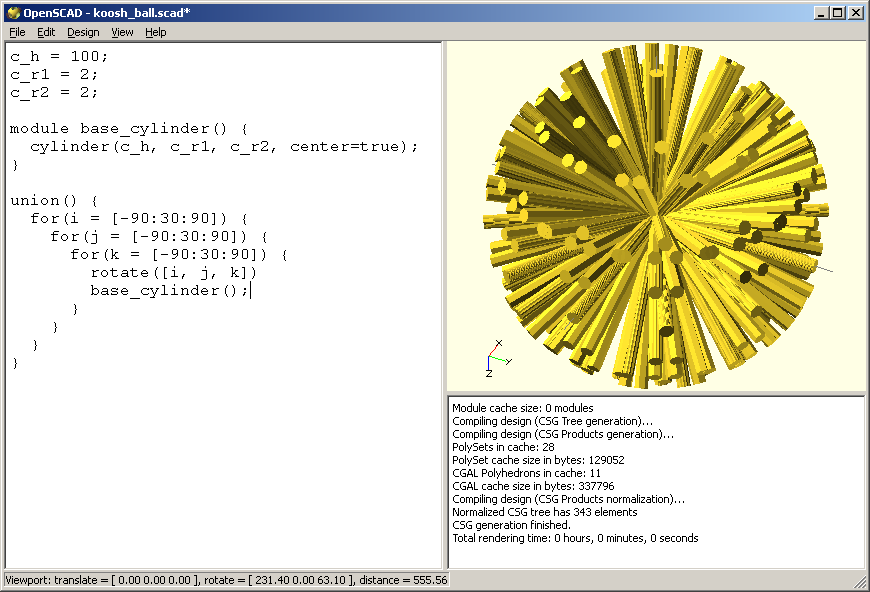 OpenSCAD - koosh_ball.scad*
File Edit Design View Help
c_h = 100;
c_r1 = 2;
c_r2 = 2;
module base_cylinder() {
cylinder(c_h, c_r1, c_r2, center=true);
}
union() {
for(i = [-90:30:90]) {
for(j = [-90:30:90]) {
for(k = [-90:30:90]) {
rotate([i, j, k])
base_cylinder();
}
}
}
}
X
Y
Z
Module cache size: 0 modules
Compiling design (CSG Tree generation)...
Compiling design (CSG Products generation)...
PolySets in cache: 28
PolySet cache size in bytes: 129052
CGAL Polyhedrons in cache: 11
CGAL cache size in bytes: 337796
Compiling design (CSG Products normalization)...
Normalized CSG tree has 343 elements
CSG generation finished.
Total rendering time: 0 hours, 0 minutes, 0 seconds
Viewport: translate = [ 0.00 0.00 0.00 ], rotate = [ 231.40 0.00 63.10 ], distance = 555.56